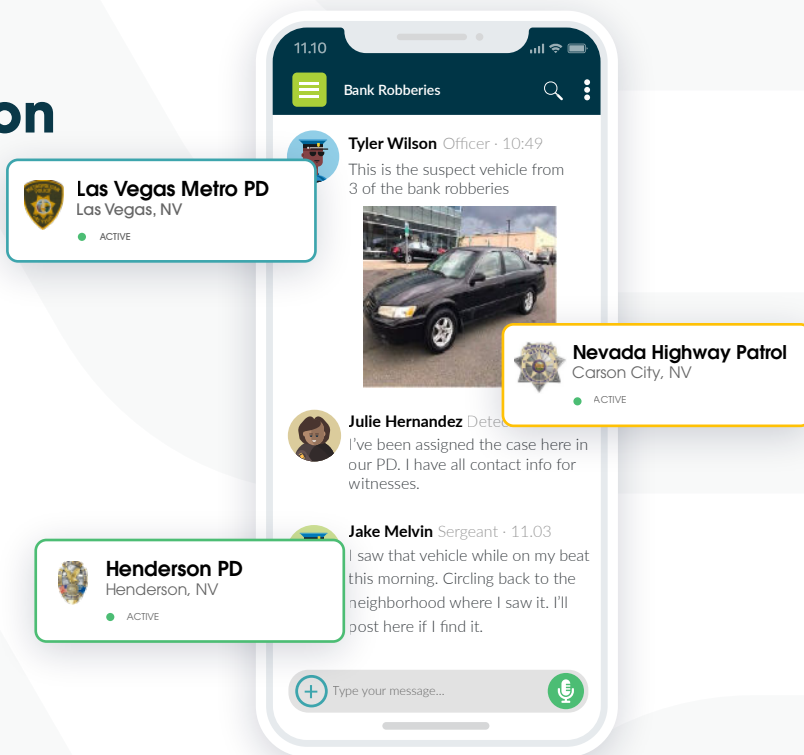 on
11.10
Bank Robberies
Tyler Wilson Officer · 10:49
This is the suspect vehicle from
3 of the bank robberies
Las Vegas Metro PD
Las Vegas, NV
ACTIVE
Nevada Highway Patrol
Carson City, NV
ACTIVE
Julie Hernandez
I've been assigned the case here in
our PD. I have all contact info for
witnesses.
Jake Melvin Sergeant · 11.03
I saw that vehicle while on my beat
this morning. Circling back to the
neighborhood where I saw it. I'll
post here if I find it.
Henderson PD
Henderson, NV
ACTIVE
Type your message...